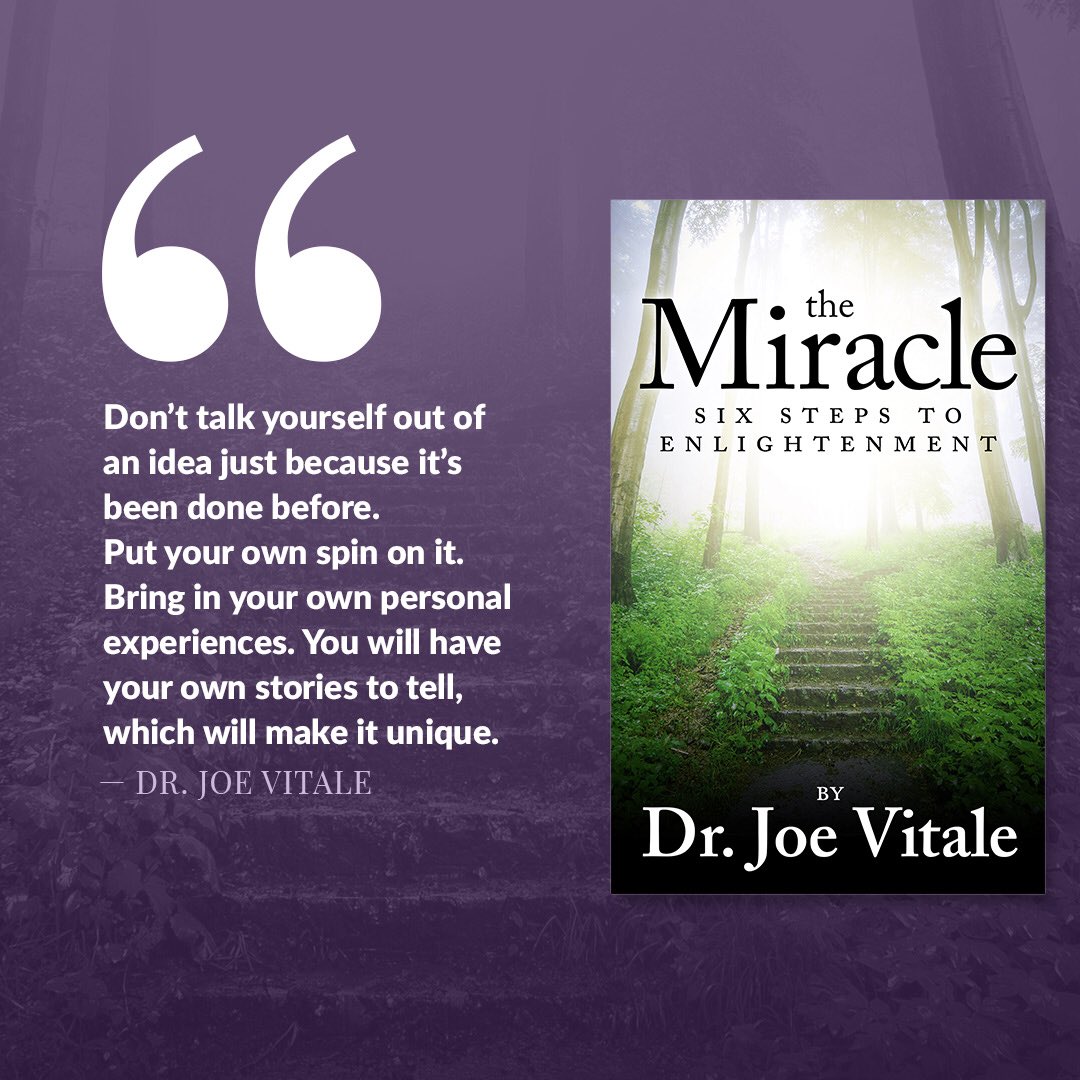 “
Don’t talk yourself out of
an idea just because it’s
been done before.
Put your own spin on it.
Bring in your own personal
experiences. You will have
your own stories to tell,
which will make it unique.
— DR. JOE VITALE
the
Miracle
SIX STEPS TO
ENLIGHTENMENT
BY
Dr. Joe Vitale